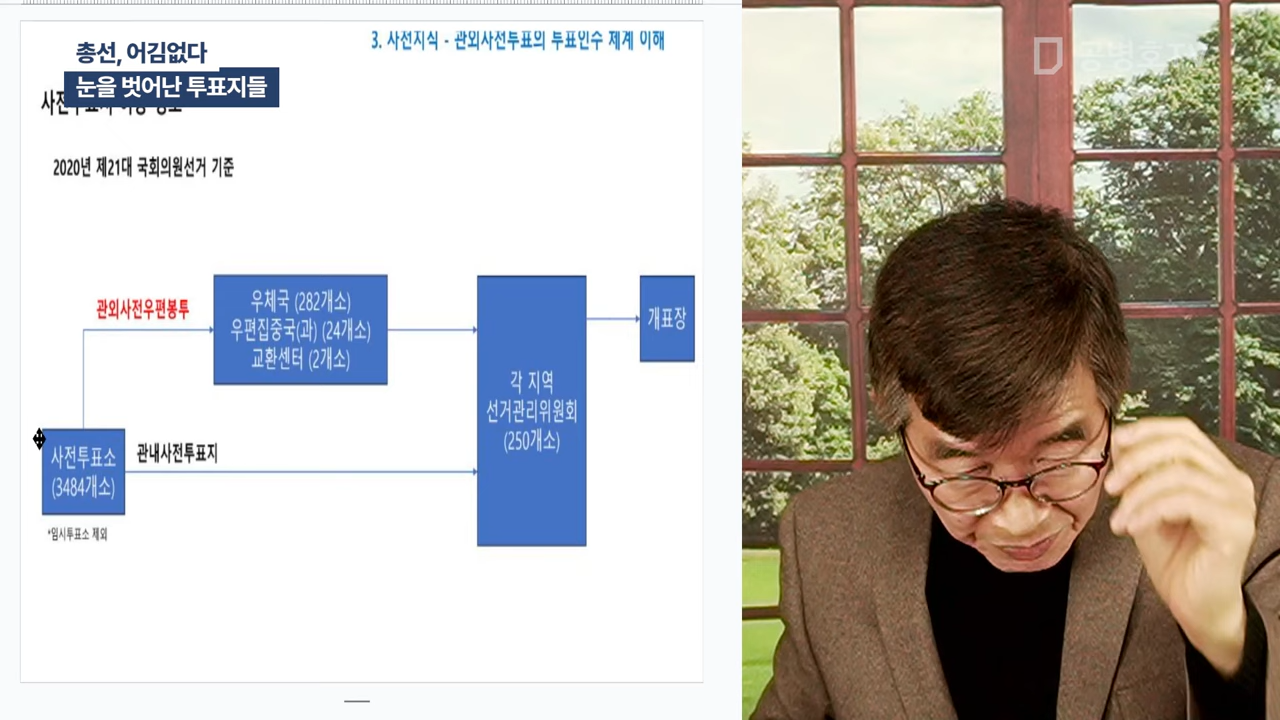 총선, 어김없다
눈을 벗어난 투표지들
3. 사전지식 - 관외사전투표의 투표인수 체계 이해
2020년 제21대 국회의원선거 기준
관외사전우편봉투
우체국 (282개소)
우편집중국(과) (24개소)
교환센터 (2개소)
각 지역
선거관리위원회
(250개소)
개표장
사전투표소
(3484개소)
관내사전투표지
*임시투표소 제외
공병호TV